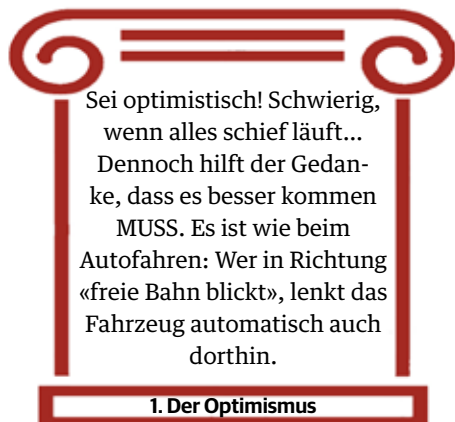 Sei optimistisch! Schwierig,
wenn alles schief läuft...
Dennoch hilft der Gedan-
ke, dass es besser kommen
MUSS. Es ist wie beim
Autofahren: Wer in Richtung
«freie Bahn blickt», lenkt das
Fahrzeug automatisch auch
dorthin.
1. Der Optimismus